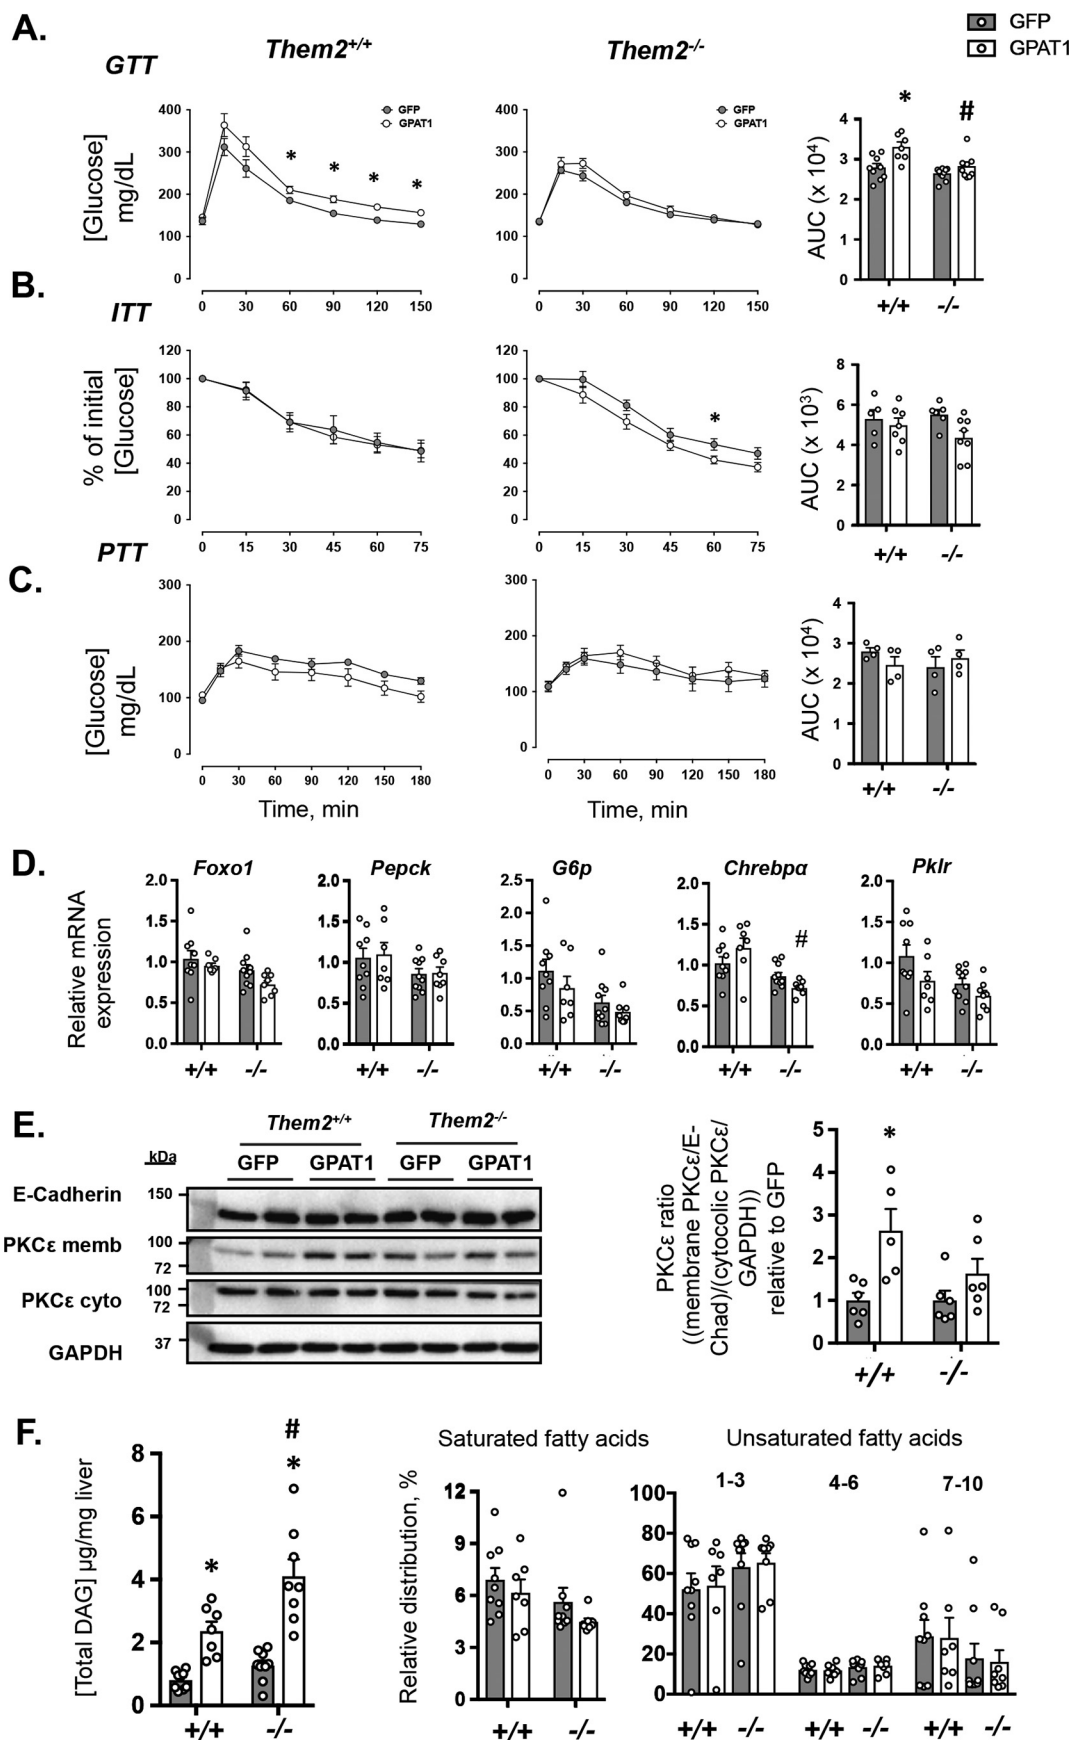 A.
GTT
Them2+/+
Them2-/-
GFP
GPAT1
[Glucose]
mg/dL
400
300
200
100
0
GFP
GPAT1
* * * *
0 30 60 90 120 150
400
300
200
100
0
GFP
GPAT1
0 30 60 90 120 150
AUC (x 10⁴)
4
3
2
1
0
* #
+/+ -/-
B.
ITT
% of initial
[Glucose]
120
100
80
60
40
20
0
0 15 30 45 60 75
120
100
80
60
40
20
0
*
0 15 30 45 60 75
AUC (x 10³)
8
6
4
2
0
+/+ -/-
PTT
C.
[Glucose]
mg/dL
300
200
100
0
0 30 60 90 120 150 180
Time, min
300
200
100
0
0 30 60 90 120 150 180
Time, min
AUC (x 10⁴)
4
3
2
1
0
+/+ -/-
D.
Relative mRNA
expression
Foxo1
2.0
1.5
1.0
0.5
0.0
+/+ -/-
Pepck
2.0
1.5
1.0
0.5
0.0
+/+ -/-
G6p
2.5
2.0
1.5
1.0
0.5
0.0
+/+ -/-
Chrebpα
2.0
1.5
1.0
0.5
0.0
#
+/+ -/-
Pklr
2.0
1.5
1.0
0.5
0.0
+/+ -/-
E.
Them2+/+ Them2-/-
kDa
GFP GPAT1 GFP GPAT1
E-Cadherin 150
PKCε memb 100
72
PKCε cyto 100
72
GAPDH 37
PKCε ratio
((membrane PKCε/E-
Chad)/(cytocolic PKCε/
GAPDH))
relative to GFP
5
4
3
2
1
0
*
+/+ -/-
F.
[Total DAG] µg/mg liver
8
6
4
2
0
*
#
*
+/+ -/-
Saturated fatty acids
Relative distribution, %
12
9
6
3
0
+/+ -/-
Unsaturated fatty acids
1-3 4-6 7-10
100
80
60
40
20
0
+/+ -/- +/+ -/- +/+ -/-